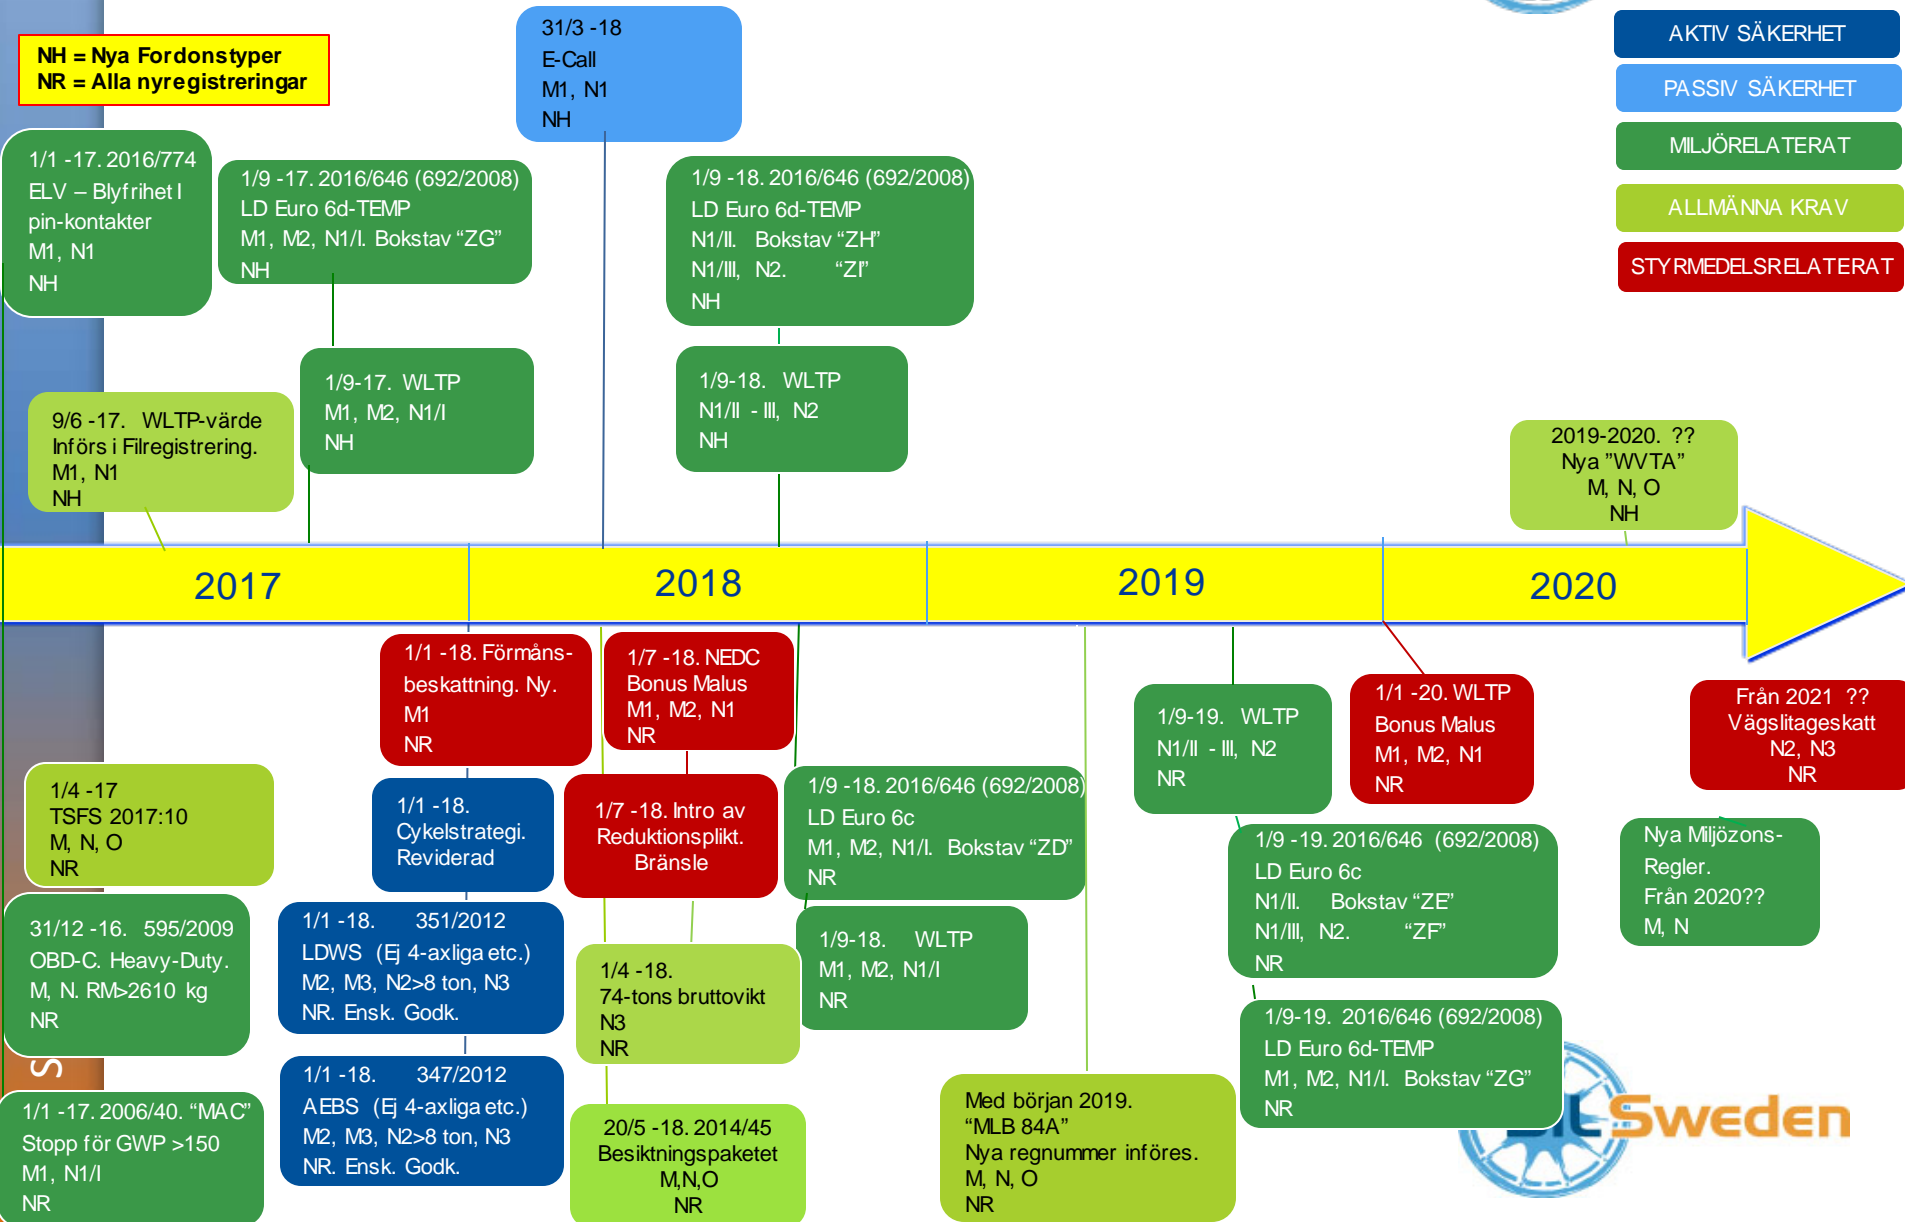 NH = Nya Fordonstyper
NR = Alla nyregistreringar
31/3 -18
E-Call
M1, N1
NH
AKTIV SÄKERHET
PASSIV SÄKERHET
MILJÖRELATERAT
ALLMÄNNA KRAV
STYRMEDELSRELATERAT
1/1 -17. 2016/774
ELV – Blyfrihet I
pin-kontakter
M1, N1
NH
1/9 -17. 2016/646 (692/2008)
LD Euro 6d-TEMP
M1, M2, N1/I. Bokstav “ZG”
NH
1/9 -18. 2016/646 (692/2008)
LD Euro 6d-TEMP
N1/II. Bokstav “ZH”
N1/III, N2. “ZI”
NH
9/6 -17. WLTP-värde
Införs i Filregistrering.
M1, N1
NH
1/9-17. WLTP
M1, M2, N1/I
NH
1/9-18. WLTP
N1/II - III, N2
NH
2019-2020. ??
Nya ”WVTA”
M, N, O
NH
2017
2018
2019
2020
1/1 -18. Förmåns-
beskattning. Ny.
M1
NR
1/7 -18. NEDC
Bonus Malus
M1, M2, N1
NR
1/9-19. WLTP
N1/II - III, N2
NR
1/1 -20. WLTP
Bonus Malus
M1, M2, N1
NR
Från 2021 ??
Vägslitageskatt
N2, N3
NR
1/4 -17
TSFS 2017:10
M, N, O
NR
1/1 -18.
Cykelstrategi.
Reviderad
1/7 -18. Intro av
Reduktionsplikt.
Bränsle
1/9 -18. 2016/646 (692/2008)
LD Euro 6c
M1, M2, N1/I. Bokstav “ZD”
NR
1/9 -19. 2016/646 (692/2008)
LD Euro 6c
N1/II. Bokstav “ZE”
N1/III, N2. “ZF”
NR
Nya Miljözons-
Regler.
Från 2020??
M, N
31/12 -16. 595/2009
OBD-C. Heavy-Duty.
M, N. RM>2610 kg
NR
1/1 -18. 351/2012
LDWS (Ej 4-axliga etc.)
M2, M3, N2>8 ton, N3
NR. Ensk. Godk.
1/4 -18.
74-tons bruttovikt
N3
NR
1/9-18. WLTP
M1, M2, N1/I
NR
1/9-19. 2016/646 (692/2008)
LD Euro 6d-TEMP
M1, M2, N1/I. Bokstav “ZG”
NR
S
1/1 -17. 2006/40. “MAC”
Stopp för GWP >150
M1, N1/I
NR
1/1 -18. 347/2012
AEBS (Ej 4-axliga etc.)
M2, M3, N2>8 ton, N3
NR. Ensk. Godk.
20/5 -18. 2014/45
Besiktningspaketet
M,N,O
NR
Med början 2019.
“MLB 84A”
Nya regnummer införes.
M, N, O
NR
Sweden